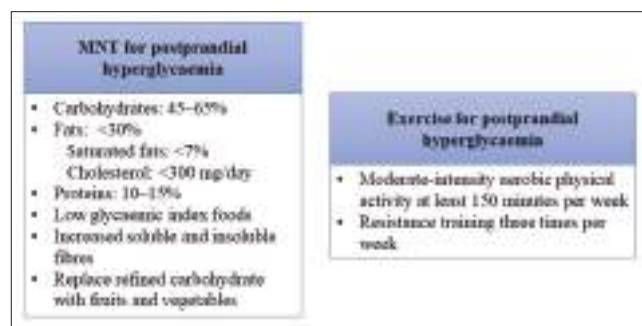 MNT for postprandial
hyperglycaemia
• Carbohydrates: 45–65%
• Fats: <30%
Saturated fats: <7%
Cholesterol: <300 mg/day
• Proteins: 10–15%
• Low glycaemic index foods
• Increased soluble and insoluble
fibres
• Replace refined carbohydrate
with fruits and vegetables
Exercise for postprandial
hyperglycaemia
• Moderate-intensity aerobic physical
activity at least 150 minutes per week
• Resistance training three times per
week